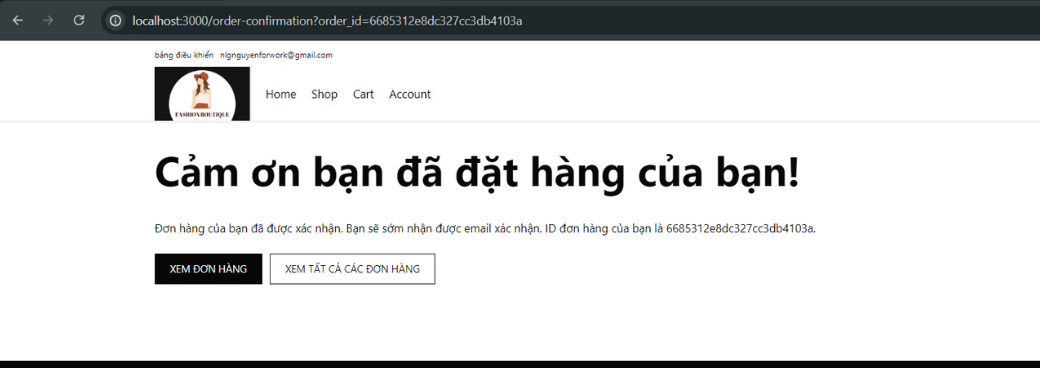 localhost:3000/order-confirmation?order_id=6685312e8dc327cc3db4103a
bảng điều khiển nlgnguyenforwork@gmail.com
FASHION BOUTIQUE
Home Shop Cart Account
Cảm ơn bạn đã đặt hàng của bạn!
Đơn hàng của bạn đã được xác nhận. Bạn sẽ sớm nhận được email xác nhận. ID đơn hàng của bạn là 6685312e8dc327cc3db4103a.
XEM ĐƠN HÀNG XEM TẤT CẢ CÁC ĐƠN HÀNG